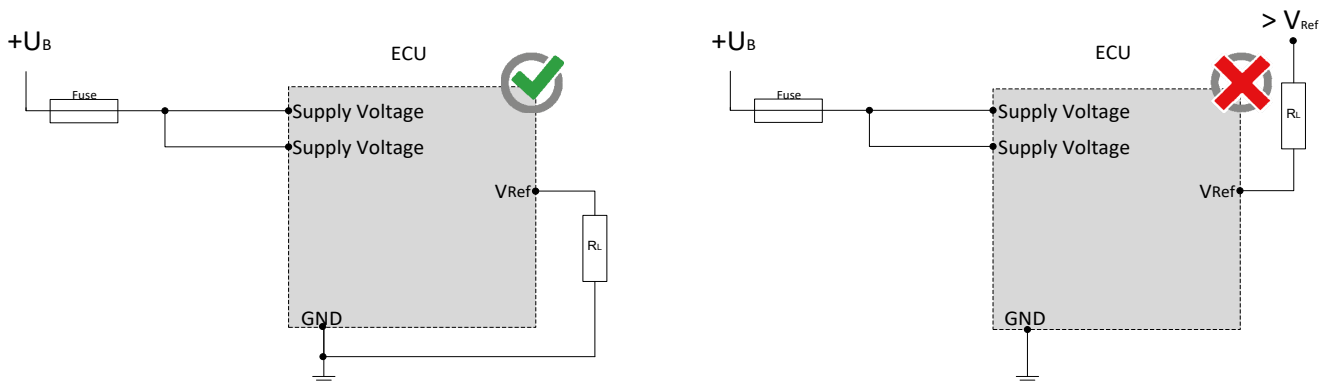 +UB
ECU
Fuse
Supply Voltage
Supply Voltage
VRef
RL
GND
> VRef
+UB
ECU
Fuse
RL
Supply Voltage
Supply Voltage
VRef
GND